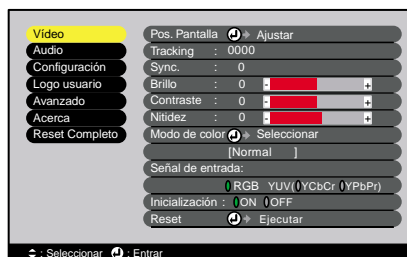 Vídeo
Audio
Configuración
Logo usuario
Avanzado
Acerca
Reset Completo
Pos. Pantalla Ajustar
Tracking : 0000
Sync. : 0
Brillo : 0 - +
Contraste : 0 - +
Nitidez : 0 - +
Modo de color Seleccionar
[Normal ]
Señal de entrada:
RGB YUV( YCbCr YPbPr)
Inicialización : ON OFF
Reset Ejecutar
: Seleccionar : Entrar